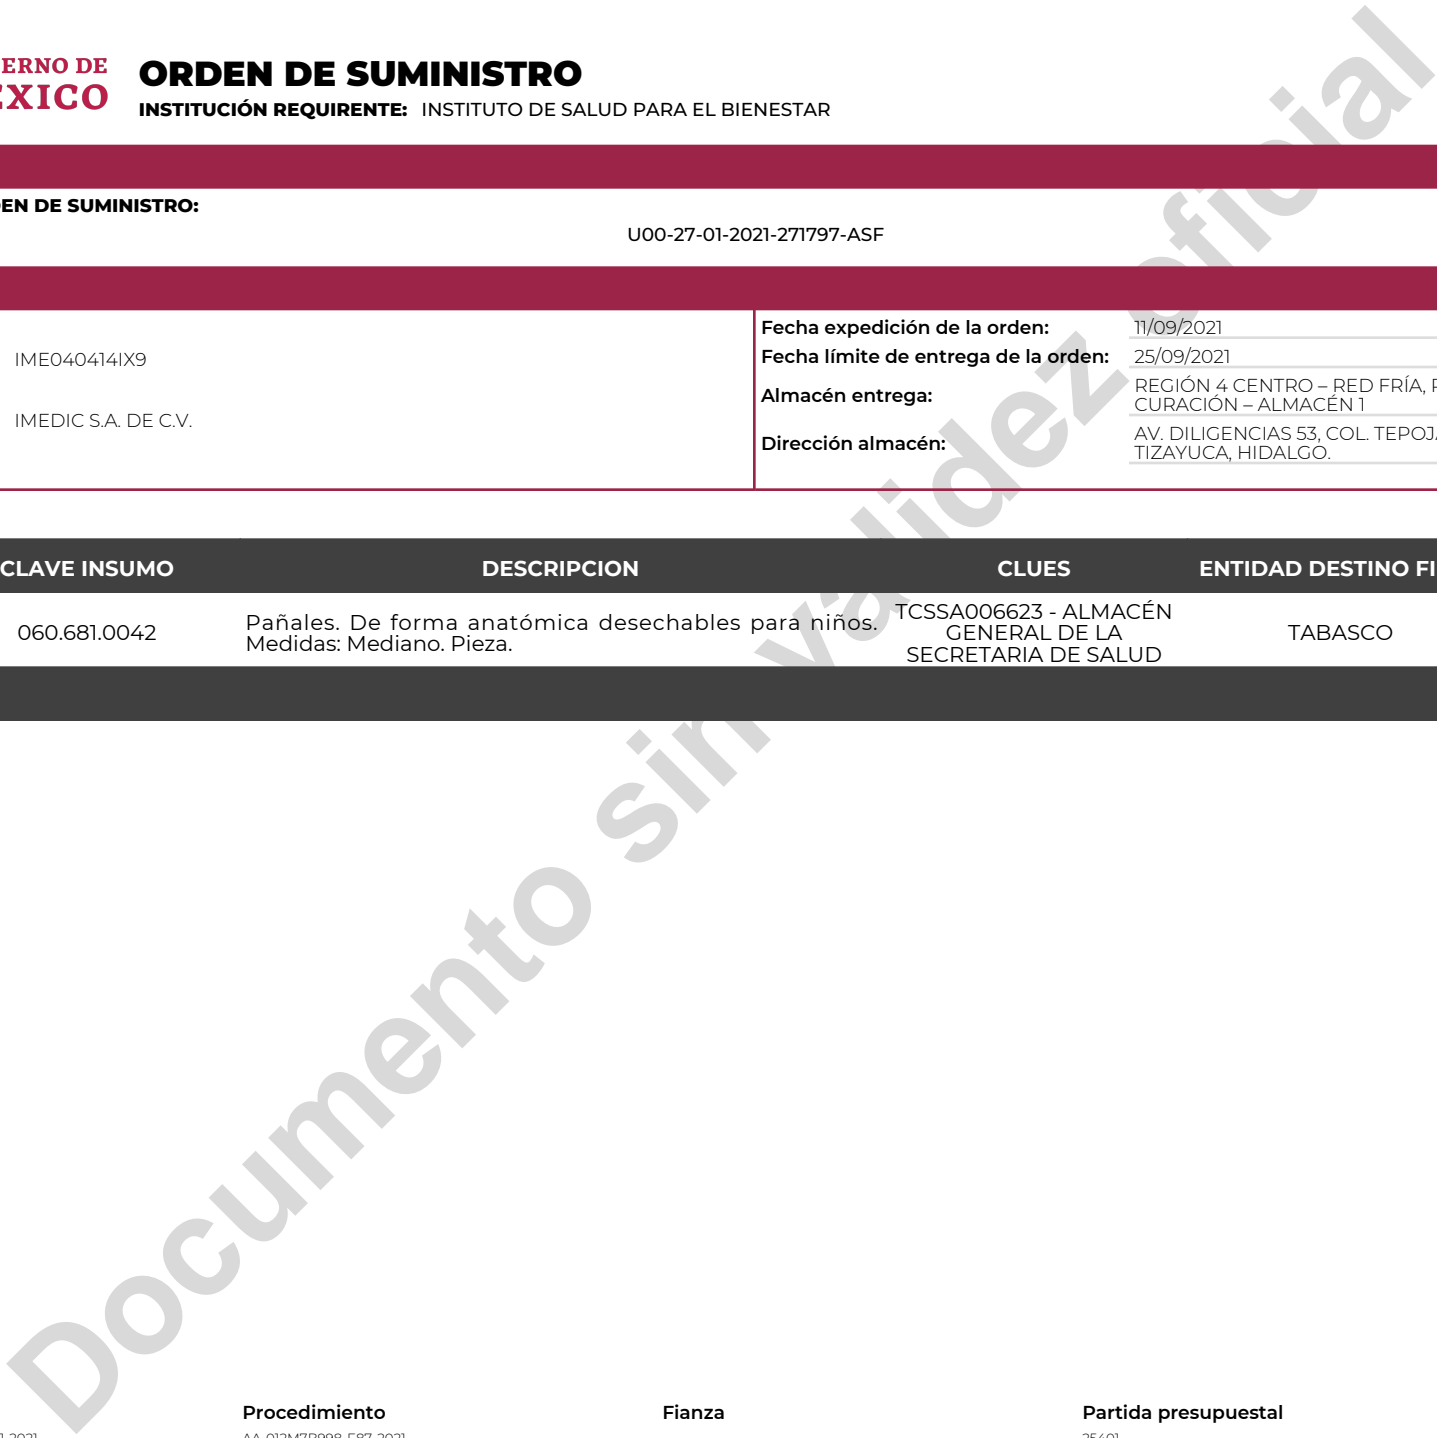 ERNO DE
ORDEN DE SUMINISTRO
INSTITUCIÓN REQUIRENTE: INSTITUTO DE SALUD PARA EL BIENESTAR
EN DE SUMINISTRO:
U00-27-01-2021-271797-ASF
IME040414IX9
IMEDIC S.A. DE C.V.
Fecha expedición de la orden: 11/09/2021
Fecha límite de entrega de la orden: 25/09/2021
Almacén entrega: REGIÓN 4 CENTRO – RED FRÍA,
CURACIÓN – ALMACÉN 1
Dirección almacén: AV. DILIGENCIAS 53, COL. TEPOJ
TIZAYUCA, HIDALGO.
CLAVE INSUMO DESCRIPCION CLUES ENTIDAD DESTINO FI
060.681.0042
Pañales. De forma anatómica desechables para niños.
Medidas: Mediano. Pieza.
TCSSA006623 - ALMACÉN
GENERAL DE LA
SECRETARIA DE SALUD
TABASCO
Documento sin validez oficial
Procedimiento Fianza Partida presupuestal